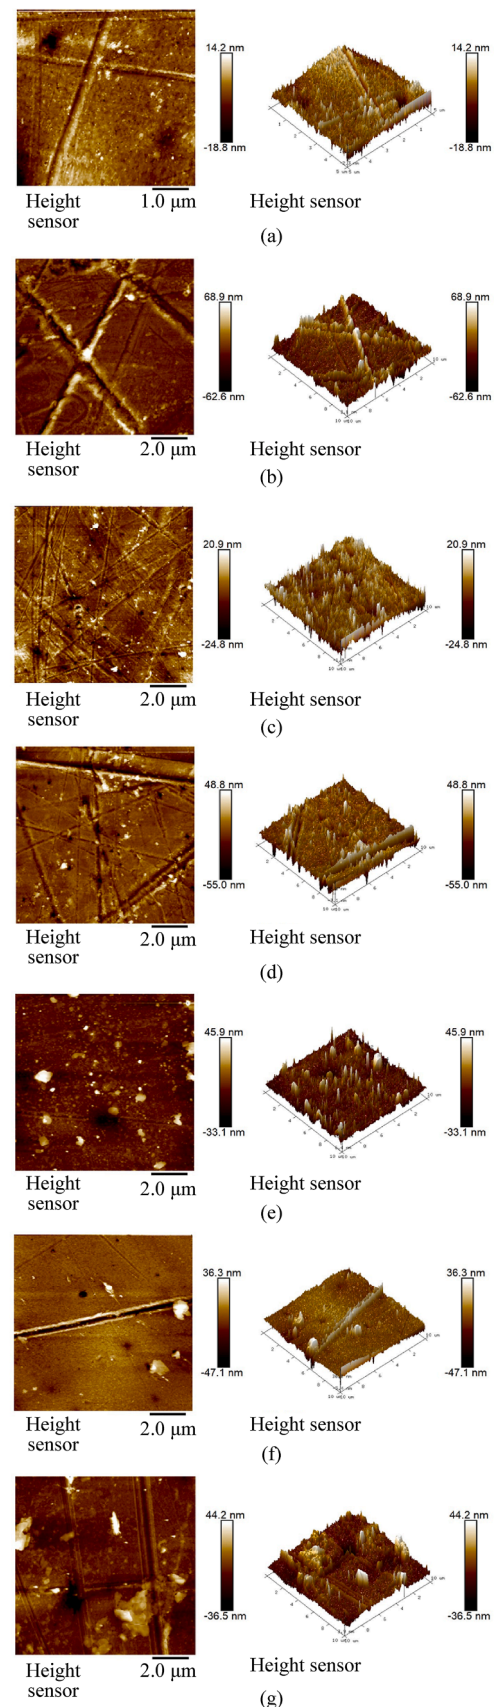 14.2 nm
14.2 nm
-18.8 nm
-18.8 nm
Height sensor
1.0 µm
Height sensor
(a)
68.9 nm
68.9 nm
-62.6 nm
-62.6 nm
Height sensor
2.0 µm
Height sensor
(b)
20.9 nm
20.9 nm
-24.8 nm
-24.8 nm
Height sensor
2.0 µm
Height sensor
(c)
48.8 nm
48.8 nm
-55.0 nm
-55.0 nm
Height sensor
2.0 µm
Height sensor
(d)
45.9 nm
45.9 nm
-33.1 nm
-33.1 nm
Height sensor
2.0 µm
Height sensor
(e)
36.3 nm
36.3 nm
-47.1 nm
-47.1 nm
Height sensor
2.0 µm
Height sensor
(f)
44.2 nm
44.2 nm
-36.5 nm
-36.5 nm
Height sensor
2.0 µm
Height sensor
(g)